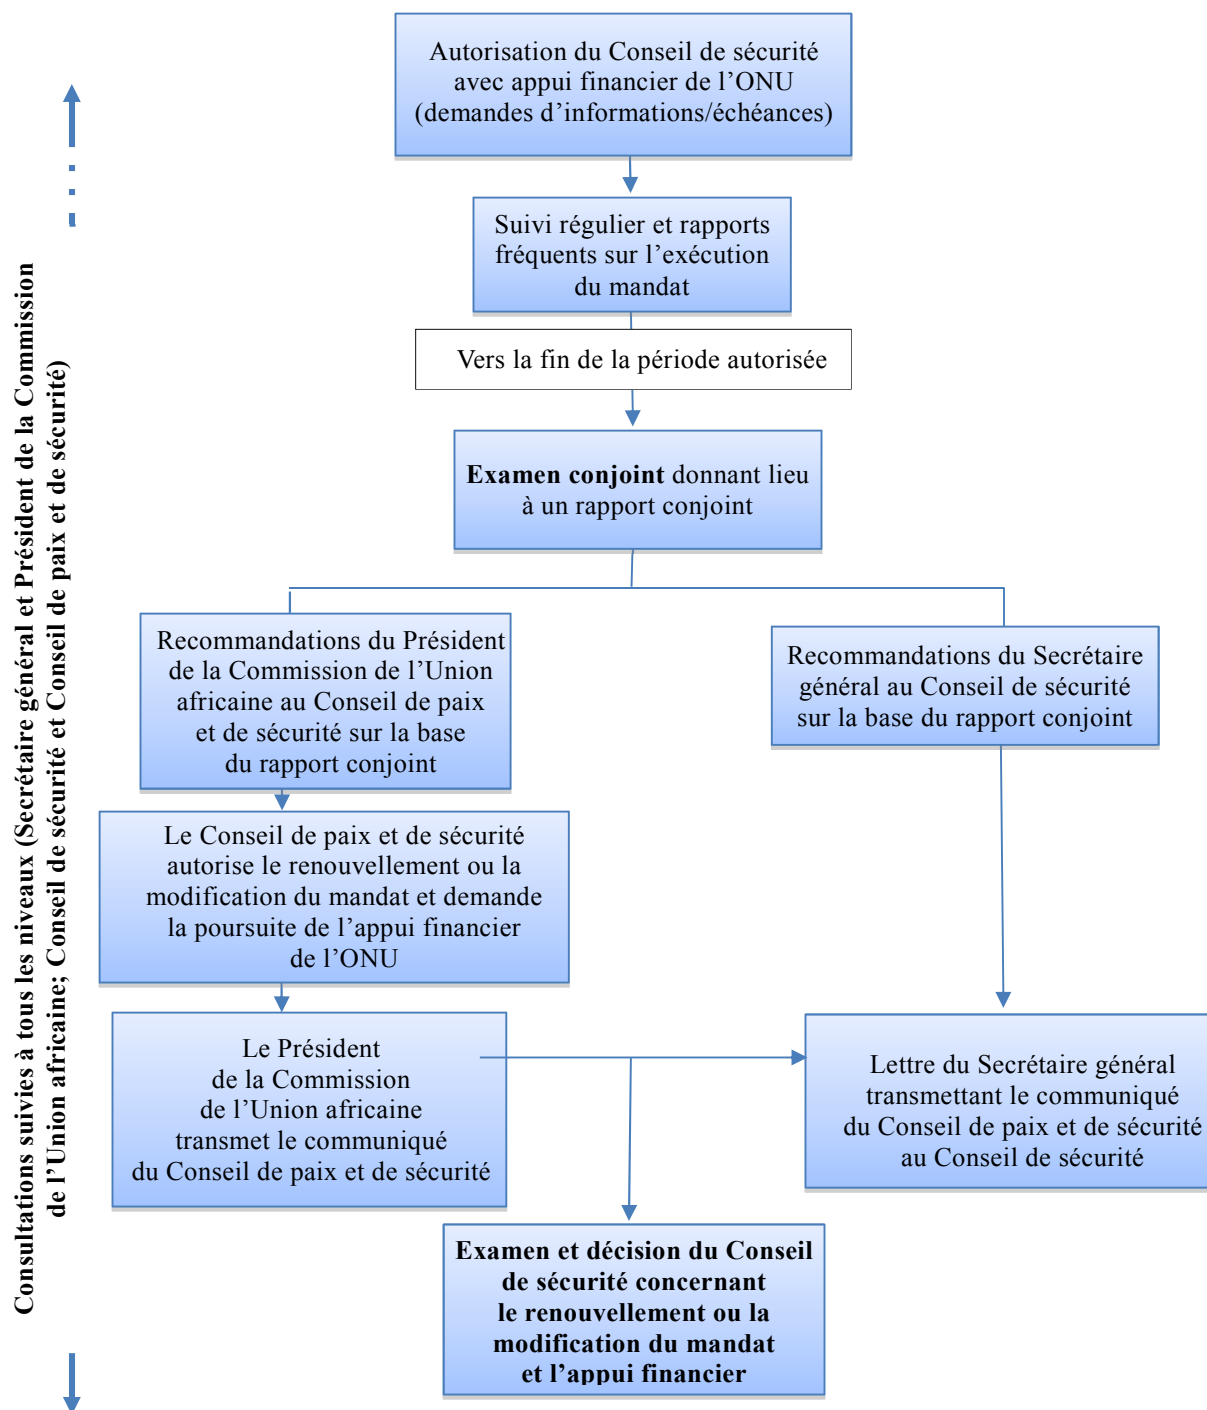 Autorisation du Conseil de sécurité
avec appui financier de l’ONU
(demandes d’informations/échéances)
Suivi régulier et rapports
fréquents sur l’exécution
du mandat
Vers la fin de la période autorisée
Examen conjoint donnant lieu
à un rapport conjoint
Recommandations du Président
de la Commission de l’Union
africaine au Conseil de paix
et de sécurité sur la base
du rapport conjoint
Recommandations du Secrétaire
général au Conseil de sécurité
sur la base du rapport conjoint
Le Conseil de paix et de sécurité
autorise le renouvellement ou la
modification du mandat et demande
la poursuite de l’appui financier
de l’ONU
Le Président
de la Commission
de l’Union africaine
transmet le communiqué
du Conseil de paix et de sécurité
Lettre du Secrétaire général
transmettant le communiqué
du Conseil de paix et de sécurité
au Conseil de sécurité
Examen et décision du Conseil
de sécurité concernant
le renouvellement ou la
modification du mandat
et l’appui financier
Consultations suivies à tous les niveaux (Secrétaire général et Président de la Commission
de l’Union africaine; Conseil de sécurité et Conseil de paix et de sécurité)